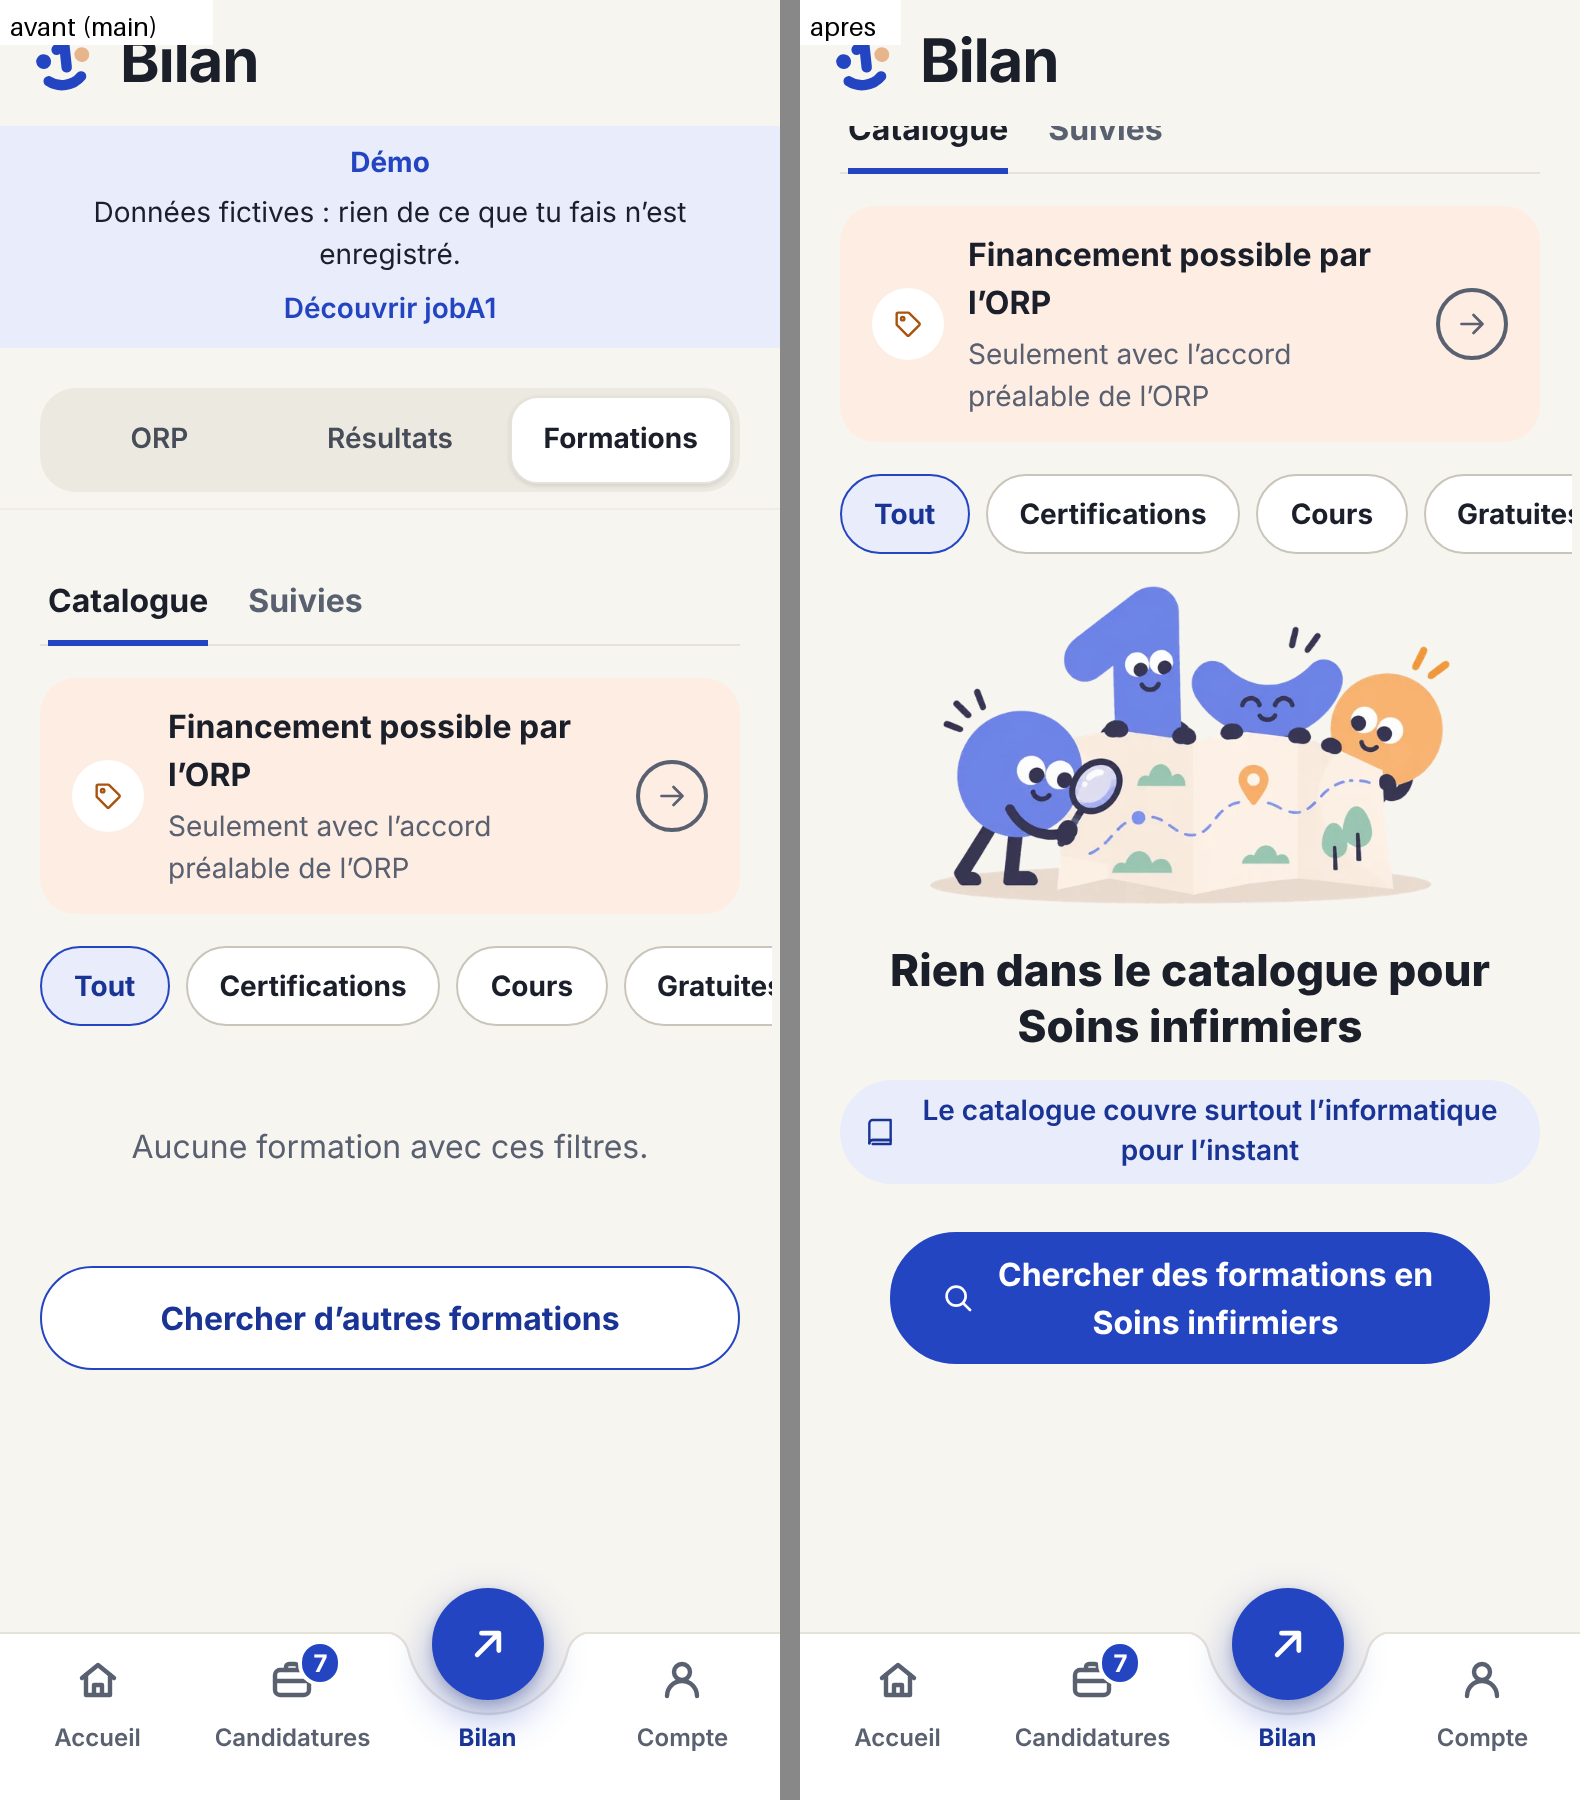 avant (main)
Bilan
Démo
Données fictives : rien de ce que tu fais n’est
enregistré.
Découvrir jobA1
ORP
Résultats
Formations
Catalogue
Suivies
Financement possible par
l’ORP
Seulement avec l’accord
préalable de l’ORP
Tout
Certifications
Cours
Gratuites
Aucune formation avec ces filtres.
Chercher d’autres formations
7
Accueil
Candidatures
Bilan
Compte
apres
Bilan
Catalogue
Suivies
Financement possible par
l’ORP
Seulement avec l’accord
préalable de l’ORP
Tout
Certifications
Cours
Gratuites
Rien dans le catalogue pour
Soins infirmiers
Le catalogue couvre surtout l’informatique
pour l’instant
Chercher des formations en
Soins infirmiers
7
Accueil
Candidatures
Bilan
Compte